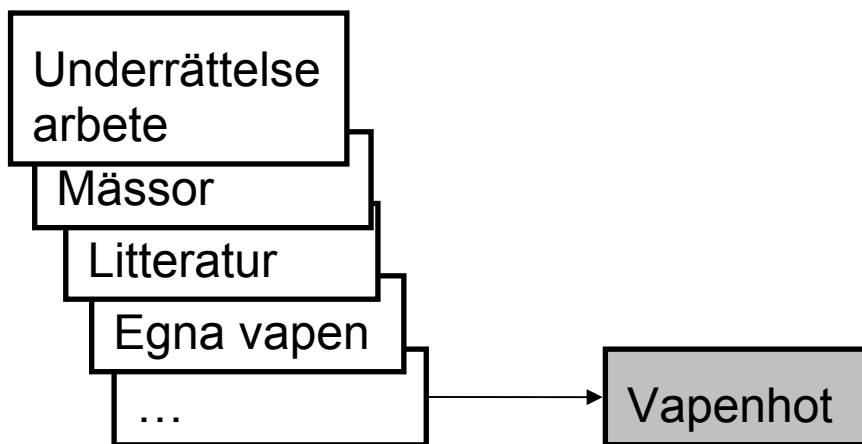 Underrättelse
arbete
Mässor
Litteratur
Egna vapen
...
Vapenhot